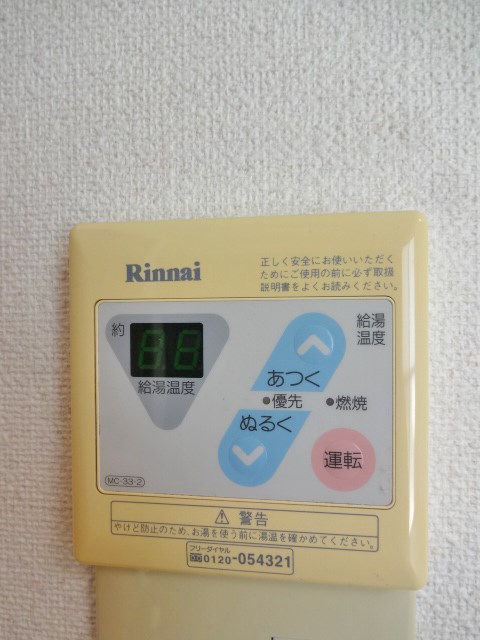 Rinnai
正しく安全にお使いいただく
ためにご使用の前に必ず取扱
説明書をよくお読みください。
約
88
給湯温度
給湯
温度
あつく
●優先
●燃焼
ぬるく
運転
MC-33-2
⚠ 警告
やけど防止のため、お湯を使う前に湯温を確かめてください。
フリーダイヤル
0120-054321